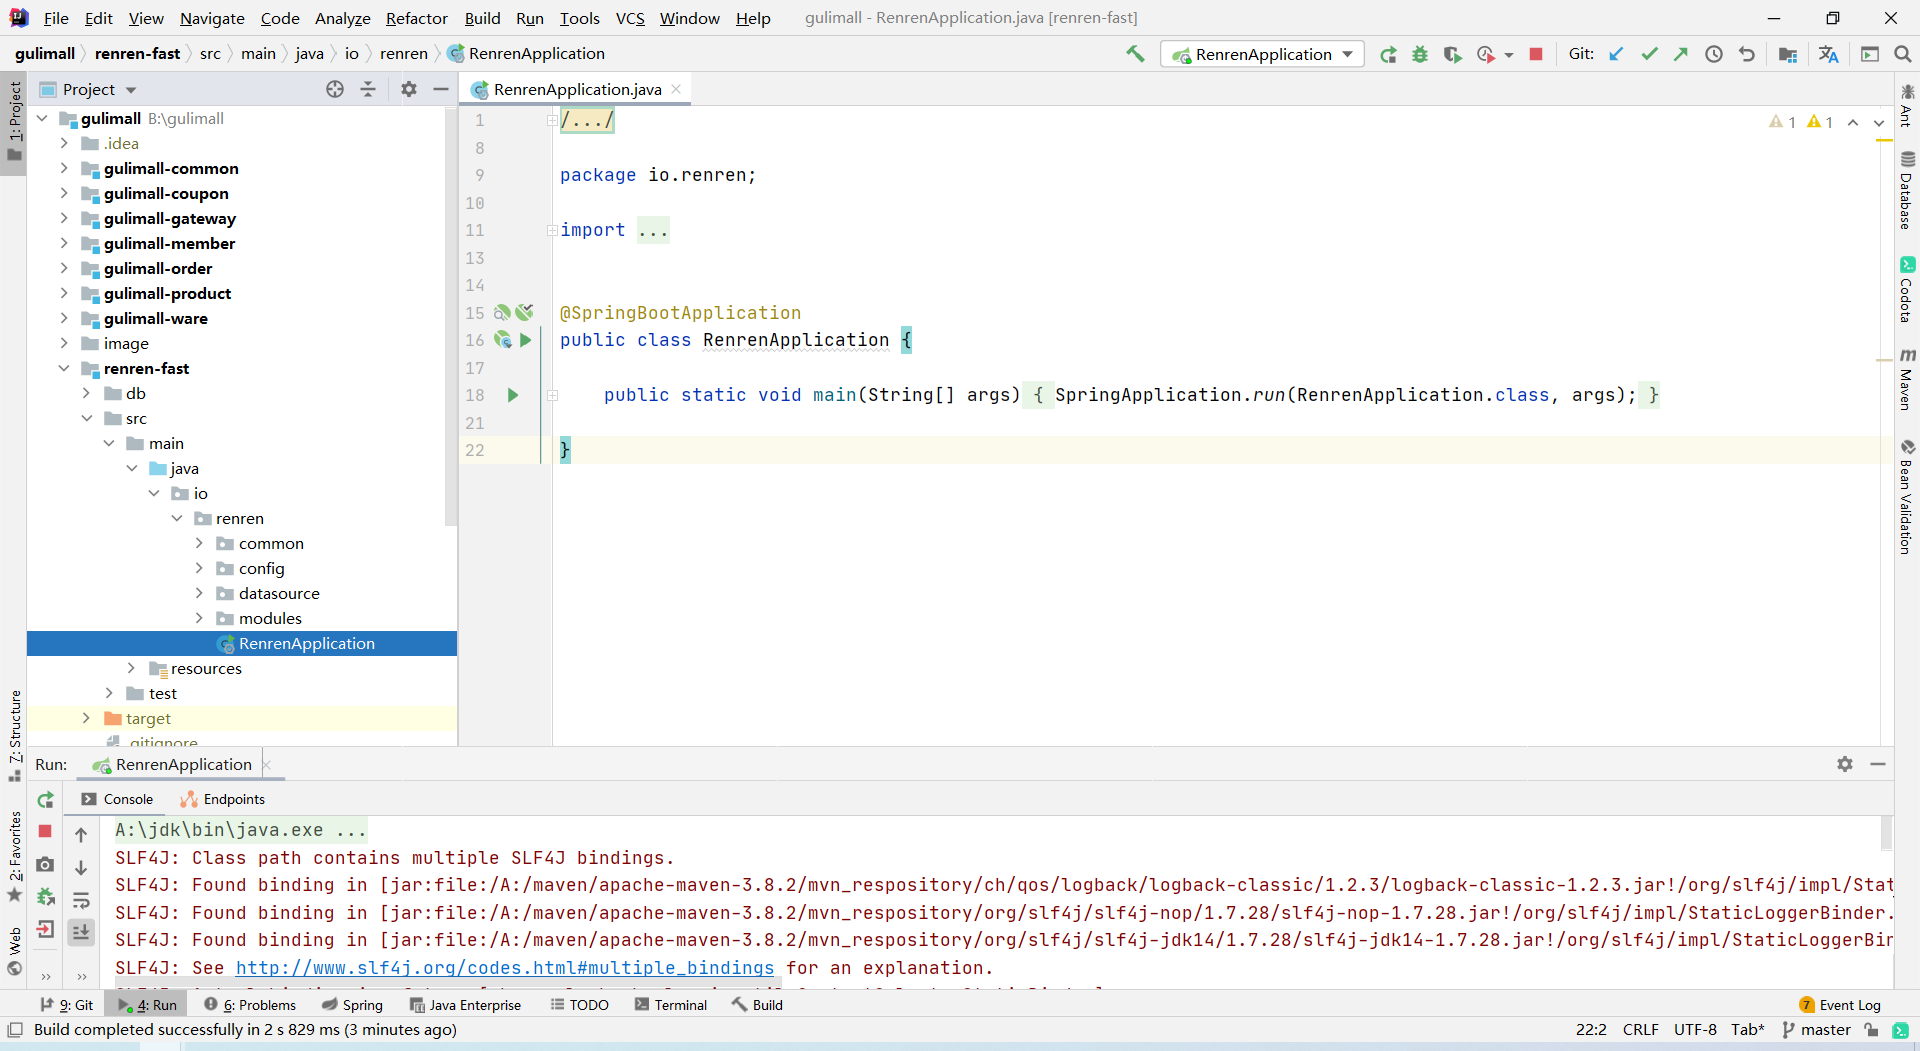 File Edit View Navigate Code Analyze Refactor Build Run Tools VCS Window Help gulimall - RenrenApplication.java [renren-fast]
gulimall renren-fast src main java io renren RenrenApplication RenrenApplication Git:
1: Project
Project
RenrenApplication.java
gulimall B:\gulimall
.idea
gulimall-common
gulimall-coupon
gulimall-gateway
gulimall-member
gulimall-order
gulimall-product
gulimall-ware
image
renren-fast
db
src
main
java
io
renren
common
config
datasource
modules
RenrenApplication
resources
test
target
.gitignore
1 /.../
8
9 package io.renren;
10
11 import ...
13
14
15 @SpringBootApplication
16 public class RenrenApplication {
17
18 public static void main(String[] args) { SpringApplication.run(RenrenApplication.class, args); }
21
22 }
1 1
Ant
Database
Codota
Maven
Bean Validation
7: Structure
2: Favorites
Web
Run: RenrenApplication
Console Endpoints
A:\jdk\bin\java.exe ...
SLF4J: Class path contains multiple SLF4J bindings.
SLF4J: Found binding in [jar:file:/A:/maven/apache-maven-3.8.2/mvn_respository/ch/qos/logback/logback-classic/1.2.3/logback-classic-1.2.3.jar!/org/slf4j/impl/Stat
SLF4J: Found binding in [jar:file:/A:/maven/apache-maven-3.8.2/mvn_respository/org/slf4j/slf4j-nop/1.7.28/slf4j-nop-1.7.28.jar!/org/slf4j/impl/StaticLoggerBinder.
SLF4J: Found binding in [jar:file:/A:/maven/apache-maven-3.8.2/mvn_respository/org/slf4j/slf4j-jdk14/1.7.28/slf4j-jdk14-1.7.28.jar!/org/slf4j/impl/StaticLoggerBin
SLF4J: See http://www.slf4j.org/codes.html#multiple_bindings for an explanation.
9: Git 4: Run 6: Problems Spring Java Enterprise TODO Terminal Build 7 Event Log
Build completed successfully in 2 s 829 ms (3 minutes ago) 22:2 CRLF UTF-8 Tab* master